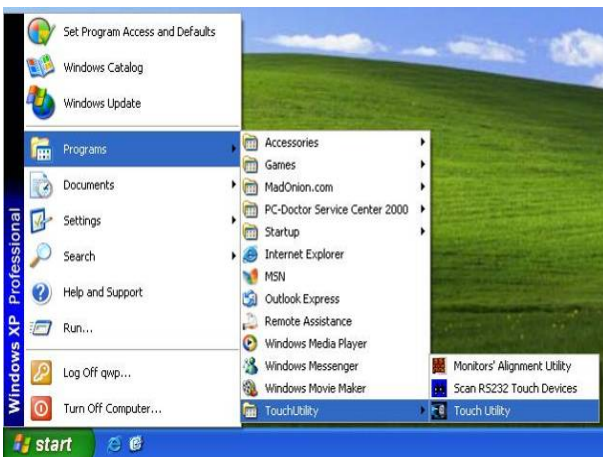 Set Program Access and Defaults
Windows Catalog
Windows Update
Programs
Documents
Settings
Search
Help and Support
Run...
Log Off qwp...
Turn Off Computer...
Windows XP Professional
start
Accessories
Games
MadOnion.com
PC-Doctor Service Center 2000
Startup
Internet Explorer
MSN
Outlook Express
Remote Assistance
Windows Media Player
Windows Messenger
Windows Movie Maker
TouchUtility
Monitors' Alignment Utility
Scan RS232 Touch Devices
Touch Utility